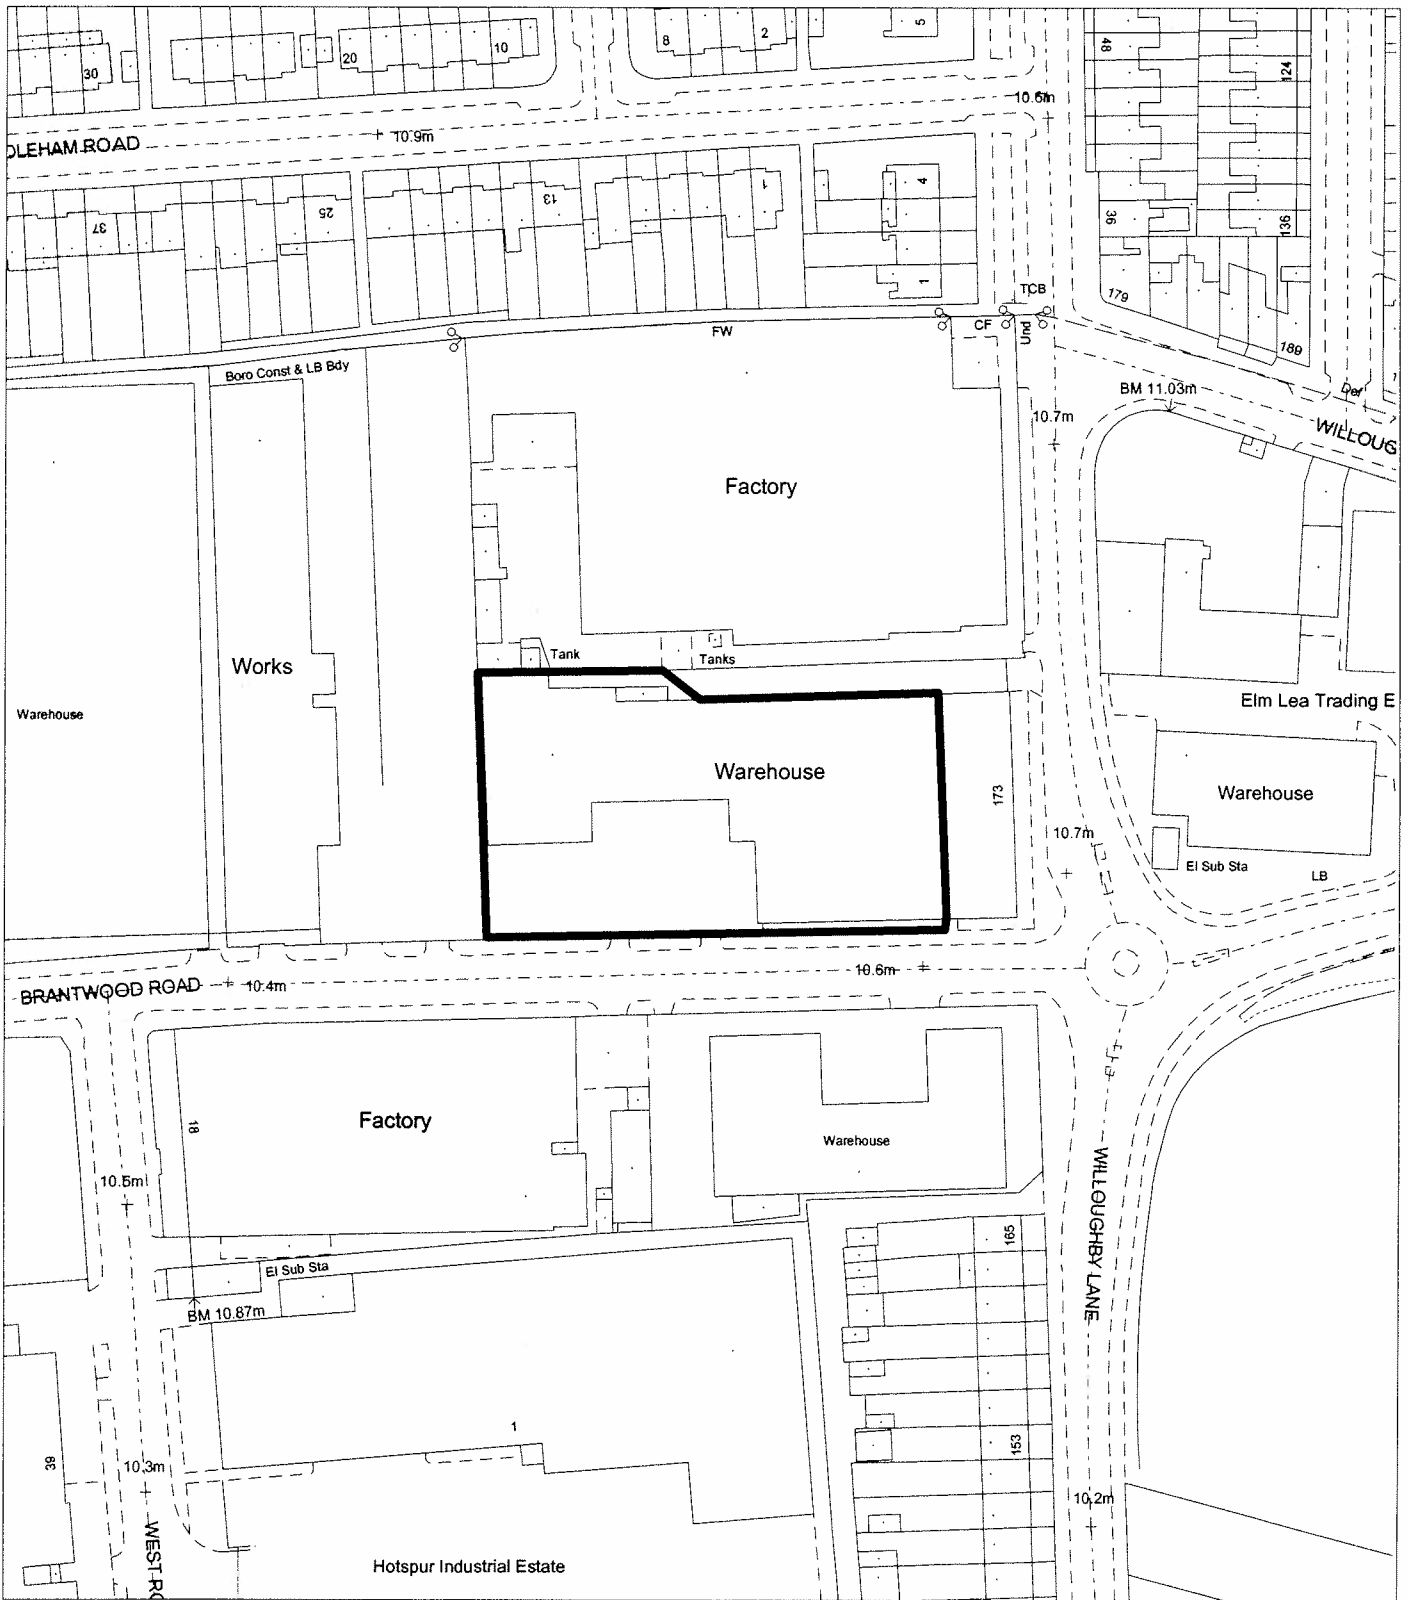 48
5
124
8
2
10
20
30
10.6m
10.9m
OLEHAM ROAD
4
1
13
25
37
36
136
1
TCB
179
FW
CF
Und
189
Boro Const & LB Bdy
BM 11.03m
Def
10.7m
WILLOUG
Factory
Tank
Tanks
Works
Elm Lea Trading E
Warehouse
Warehouse
173
Warehouse
10.7m
El Sub Sta
LB
10.6m
BRANTWOOD ROAD
10.4m
18
Factory
Warehouse
10.5m
WILLOUGHBY LANE
165
El Sub Sta
BM 10.87m
1
153
39
10.3m
10.2m
WEST RO
Hotspur Industrial Estate